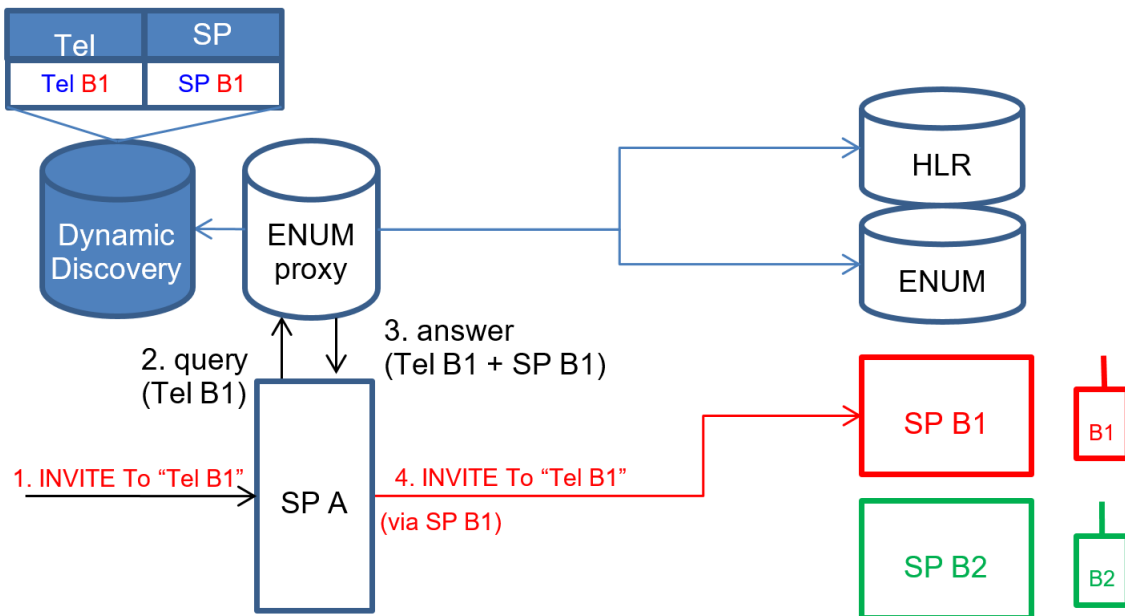 Tel SP
Tel B1 SP B1
Dynamic
Discovery
ENUM
proxy
HLR
ENUM
2. query
(Tel B1)
3. answer
(Tel B1 + SP B1)
1. INVITE To “Tel B1”
SP A
4. INVITE To “Tel B1”
(via SP B1)
SP B1
B1
SP B2
B2